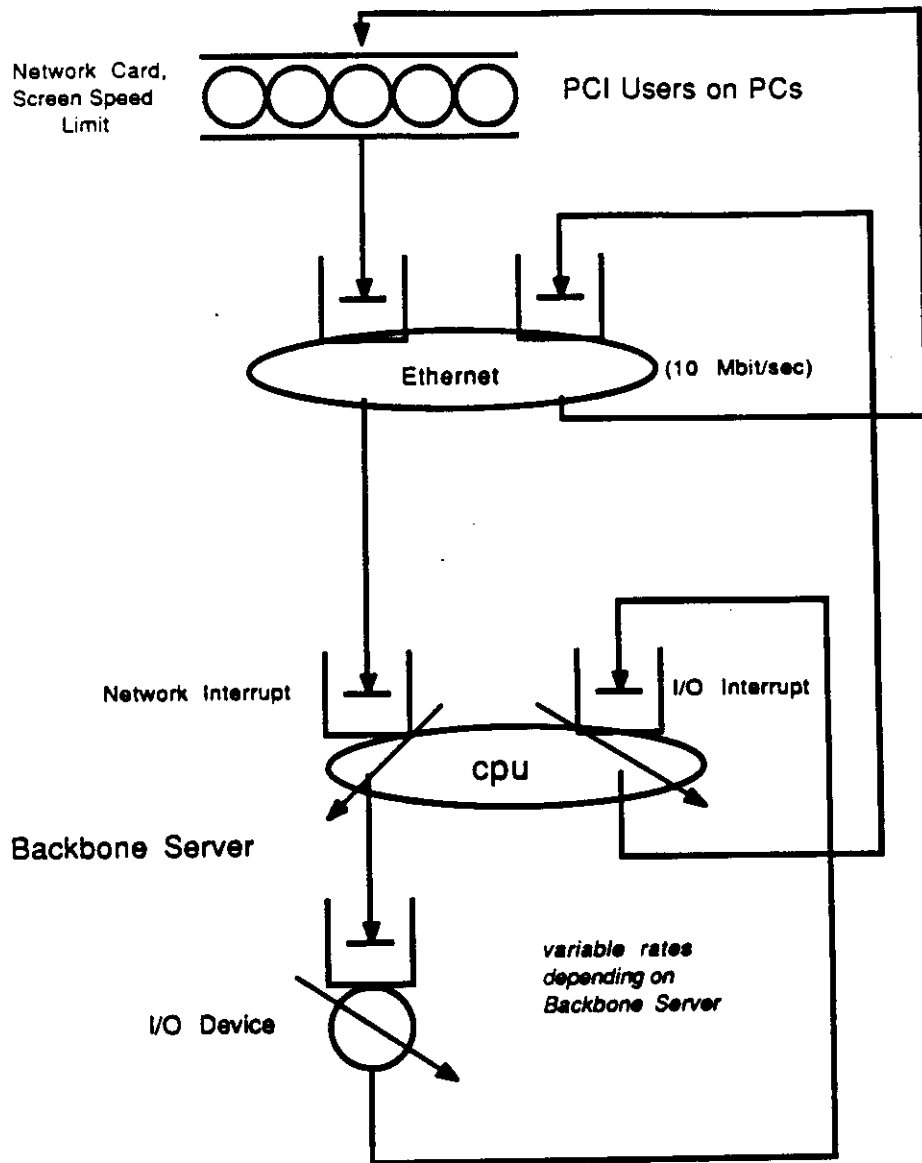 Network Card,
Screen Speed
Limit
PCI Users on PCs
Ethernet
(10 Mbit/sec)
Network Interrupt
I/O Interrupt
cpu
Backbone Server
variable rates
depending on
Backbone Server
I/O Device